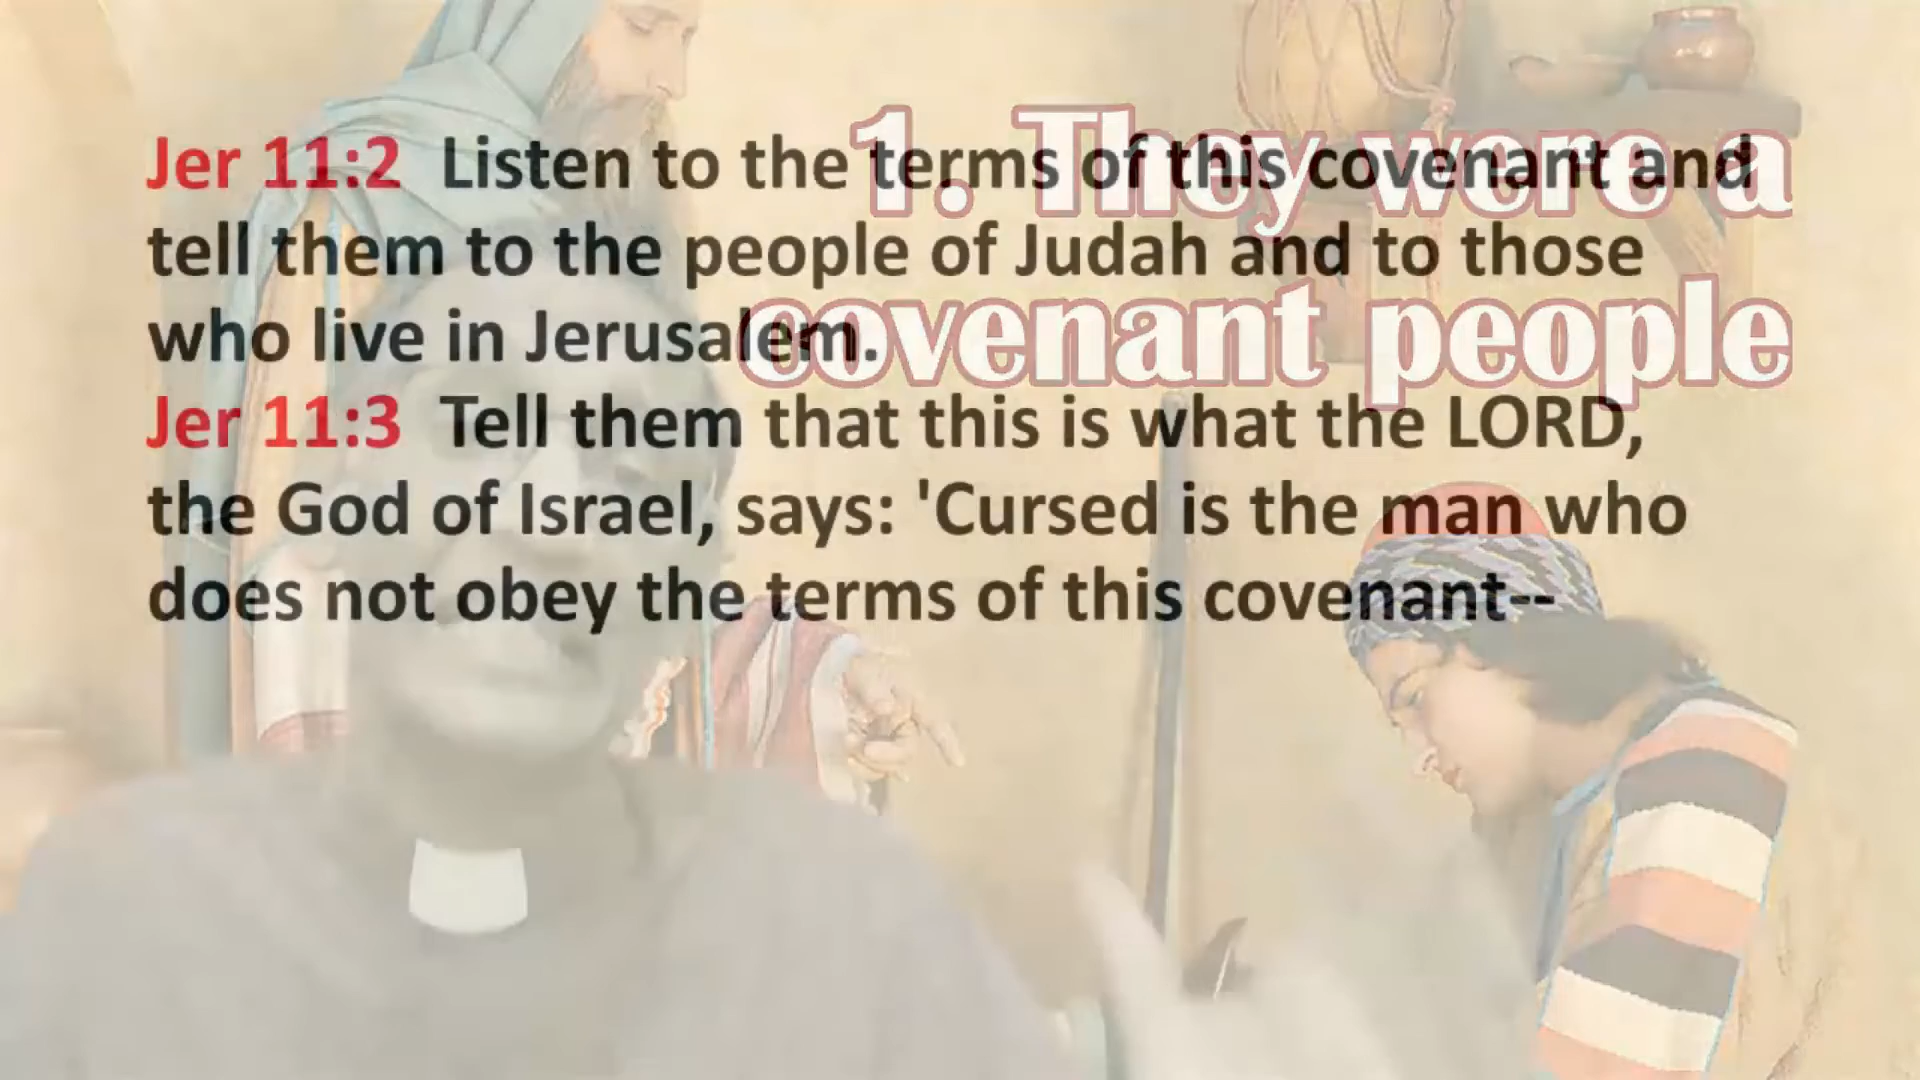 Jer 11:2 Listen to the terms of this covenant and
tell them to the people of Judah and to those
who live in Jerusalem.
Jer 11:3 Tell them that this is what the LORD,
the God of Israel, says: 'Cursed is the man who
does not obey the terms of this covenant--
1. They were a
covenant people